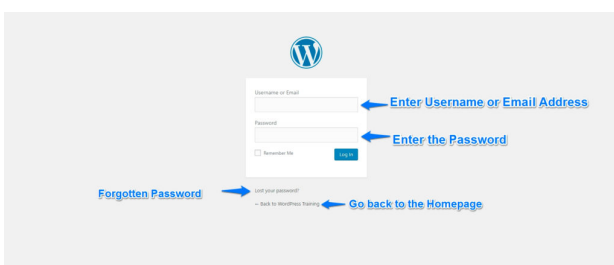 Username or Email
Enter Username or Email Address
Password
Enter the Password
Remember Me
Log In
Forgotten Password
Lost your password?
← Back to WordPress Training
Go back to the Homepage